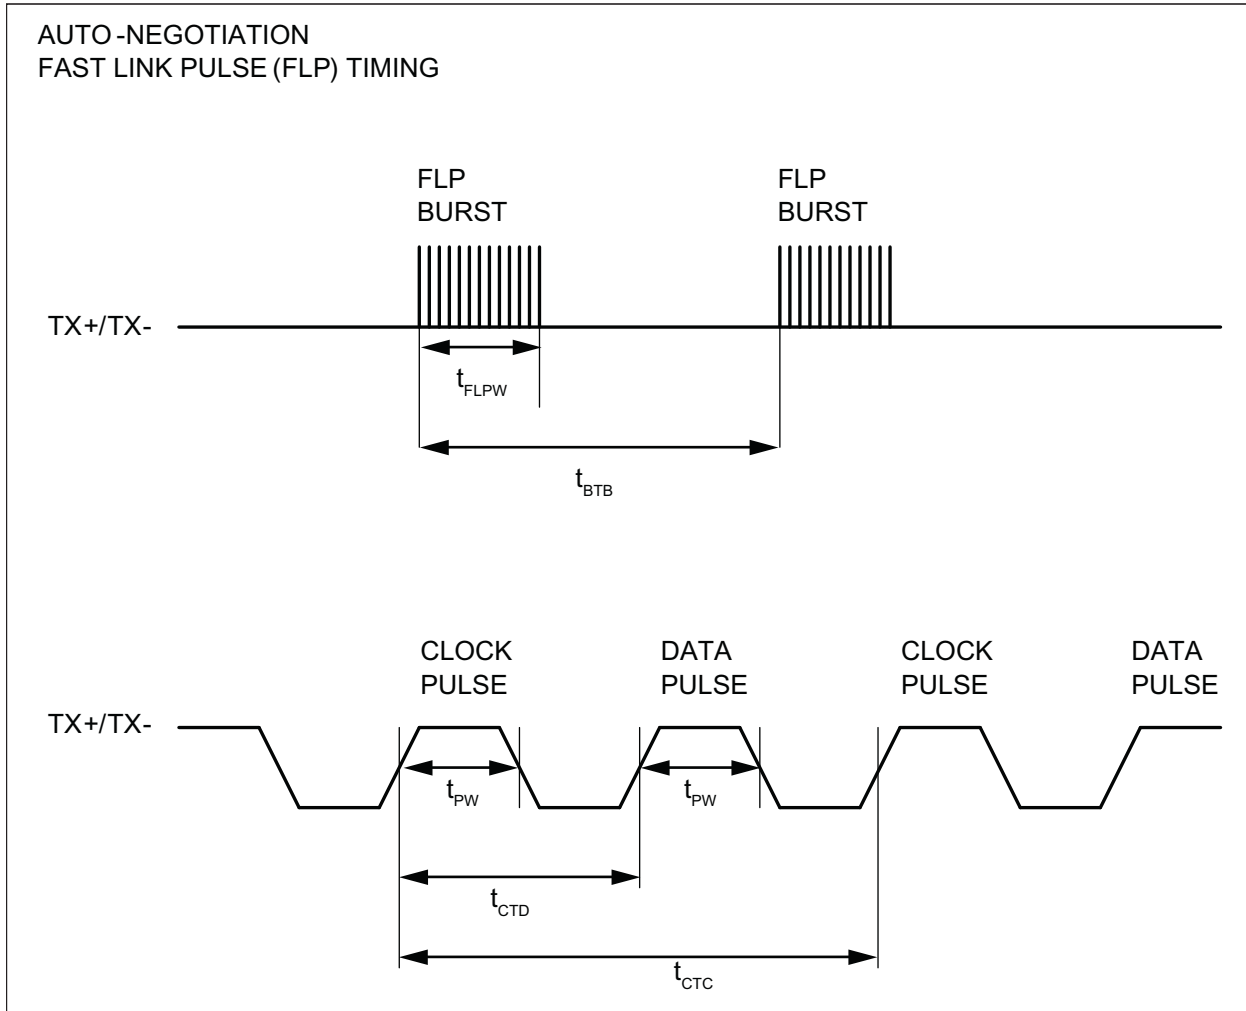 AUTO-NEGOTIATION
FAST LINK PULSE (FLP) TIMING
FLP BURST
FLP BURST
TX+/TX-
tFLPW
tBTB
CLOCK PULSE
DATA PULSE
CLOCK PULSE
DATA PULSE
TX+/TX-
tPW
tPW
tCTD
tCTC